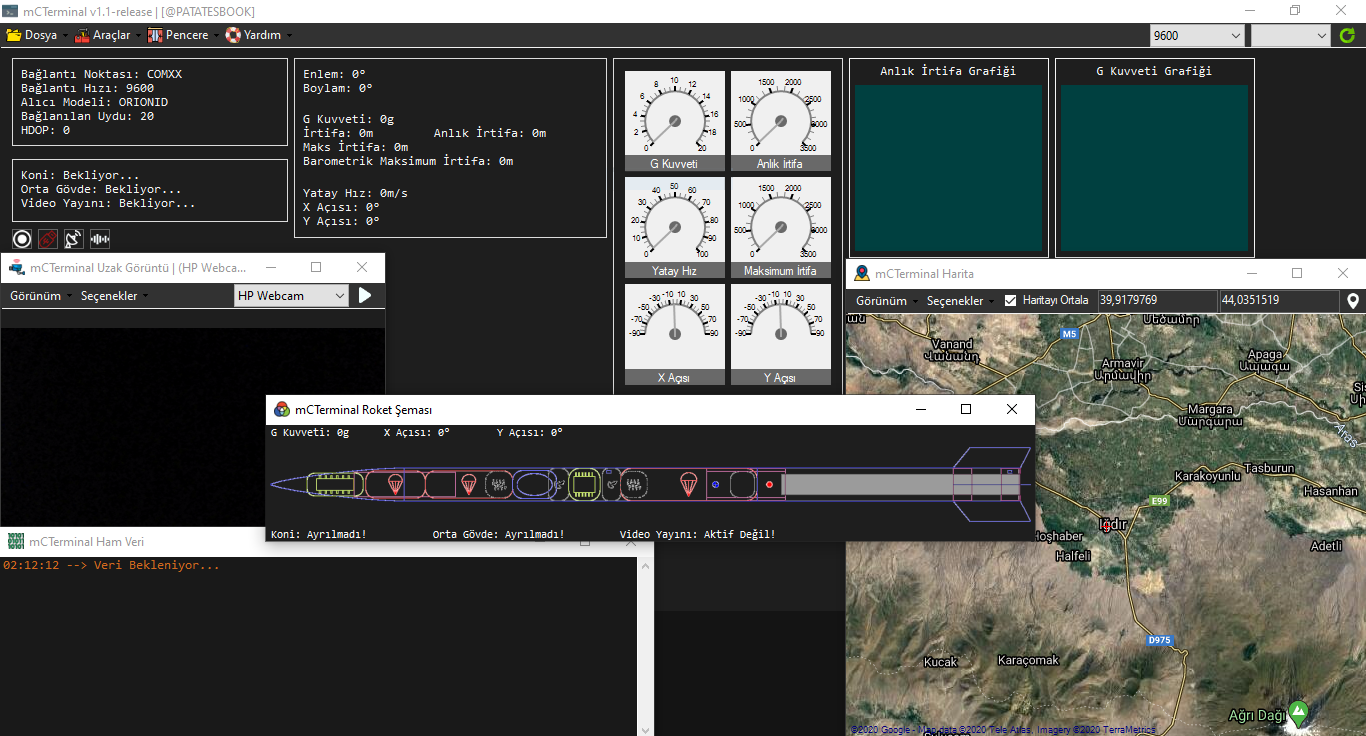 mCTerminal v1.1-release | [@PATATESBOOK]
Dosya Araçlar Pencere Yardım
9600
Bağlantı Noktası: COMXX
Bağlantı Hızı: 9600
Alıcı Modeli: ORIONID
Bağlanılan Uydu: 20
HDOP: 0
Koni: Bekliyor...
Orta Gövde: Bekliyor...
Video Yayını: Bekliyor...
Enlem: 0°
Boylam: 0°
G Kuvveti: 0g
İrtifa: 0m Anlık İrtifa: 0m
Maks İrtifa: 0m
Barometrik Maksimum İrtifa: 0m
Yatay Hız: 0m/s
X Açısı: 0°
Y Açısı: 0°
0 2 4 6 8 10 12 14 16 18 20
G Kuvveti
0 500 1000 1500 2000 2500 3000 3500
Anlık İrtifa
0 10 20 30 40 50 60 70 80 90 100
Yatay Hız
0 500 1000 1500 2000 2500 3000 3500
Maksimum İrtifa
-90 -70 -50 -30 -10 10 30 50 70 90
X Açısı
-90 -70 -50 -30 -10 10 30 50 70 90
Y Açısı
Anlık İrtifa Grafiği
G Kuvveti Grafiği
mCTerminal Uzak Görüntü | (HP Webca...
Görünüm Seçenekler HP Webcam
mCTerminal Harita
Görünüm Seçenekler Haritayı Ortala 39,9179769 44,0351519
Մեծամոր
M5
Vanand
Վանանդ
Armavir
Արմավիր
Apaga
Ապագա
Margara
Մարգարա
Aras
Tasburun
Karakoyunlu
Hasanhan
E99
Iğdır
Hoşhaber
Halfeli
Adetli
D975
Kucak
Karaçomak
Ağrı Dağı
©2020 Google - Map data ©2020 Tele Atlas, Imagery ©2020 TerraMetrics
mCTerminal Roket Şeması
G Kuvveti: 0g X Açısı: 0° Y Açısı: 0°
Koni: Ayrılmadı! Orta Gövde: Ayrılmadı! Video Yayını: Aktif Değil!
mCTerminal Ham Veri
02:12:12 --> Veri Bekleniyor...